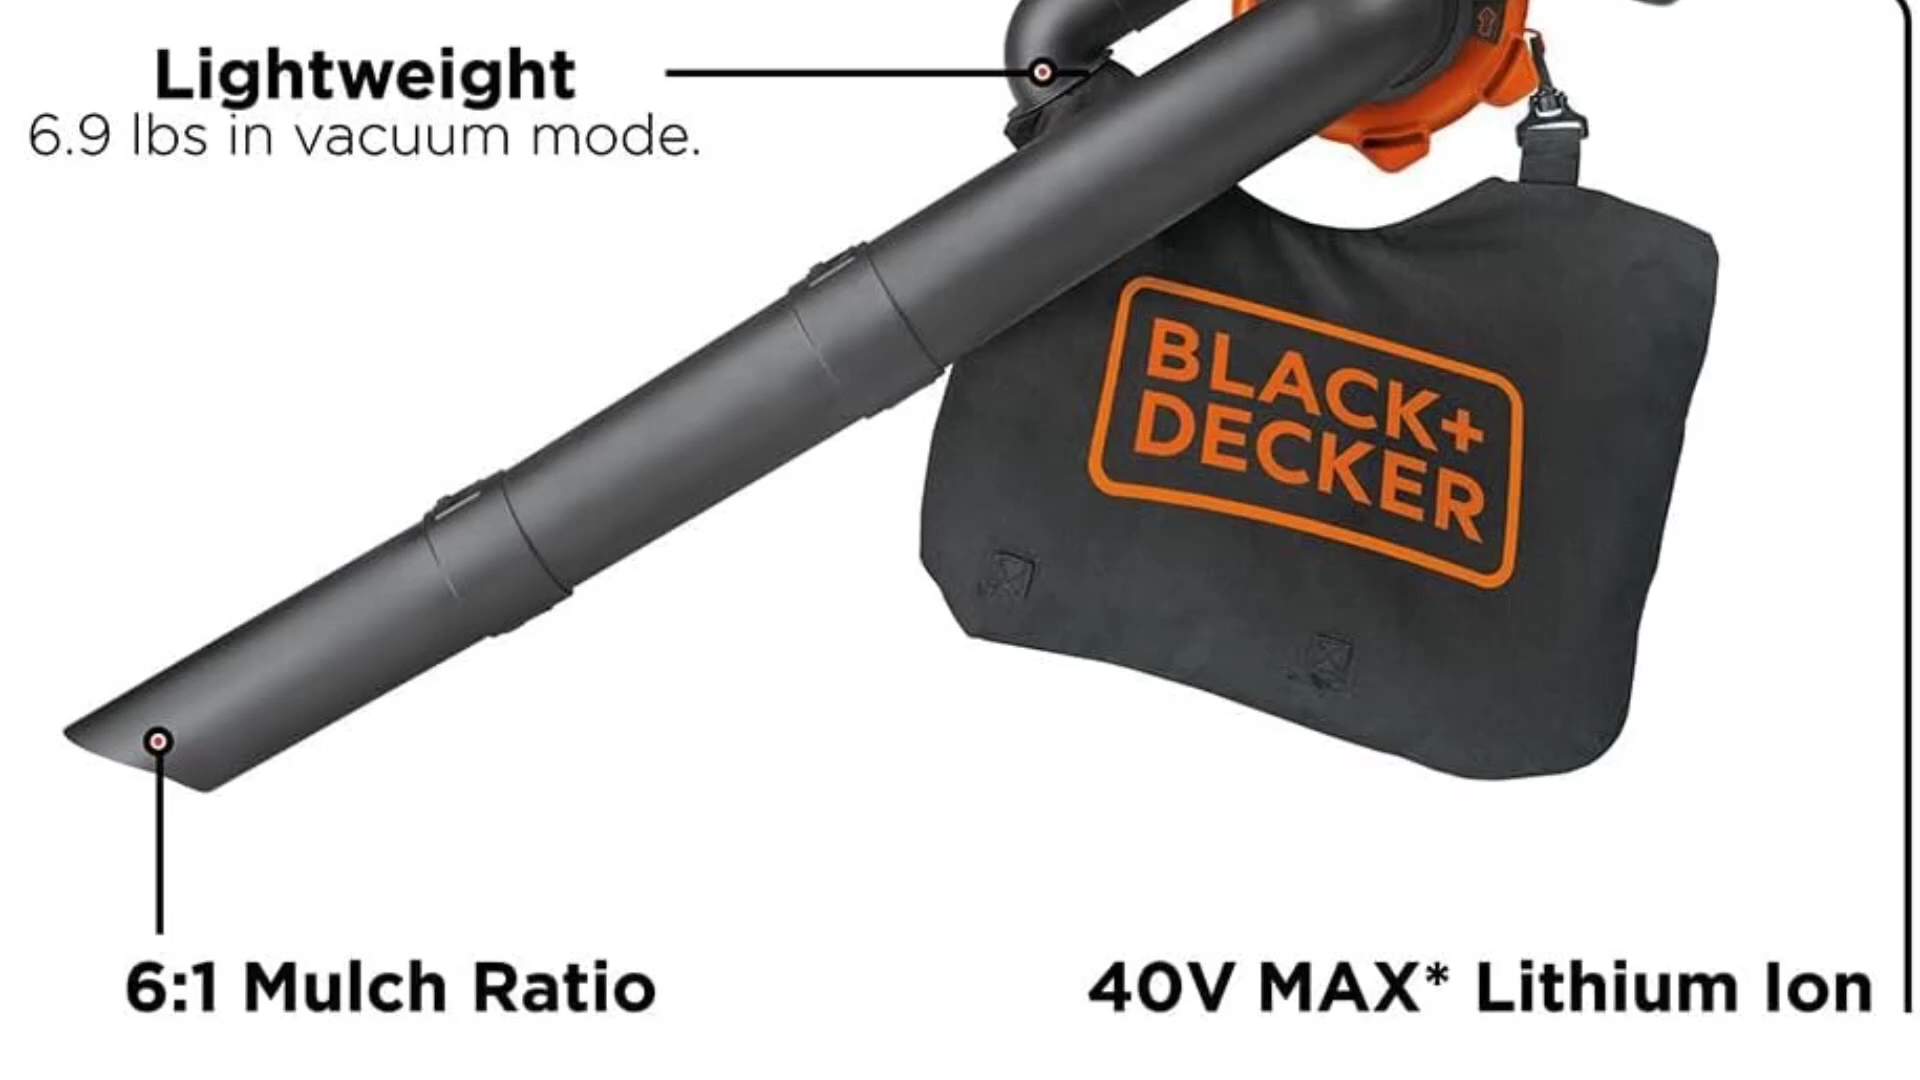 Lightweight
6.9 lbs in vacuum mode.
BLACK+
DECKER
6:1 Mulch Ratio
40V MAX* Lithium Ion